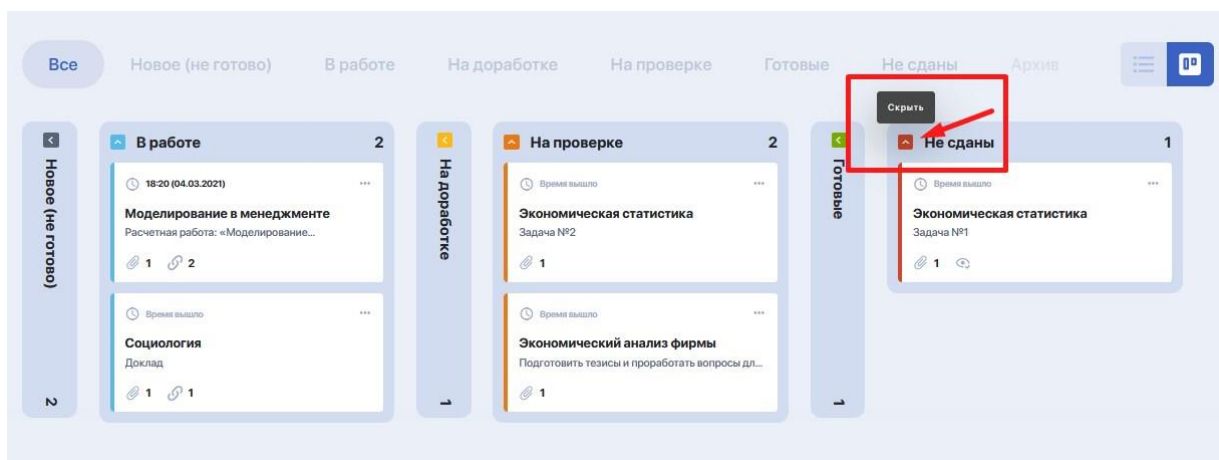 Все Новое (не готово) В работе На доработке На проверке Готовые Не сданы Архив
Скрыть
Новое (не готово)
2
В работе 2
18:20 (04.03.2021)
Моделирование в менеджменте
Расчетная работа: «Моделирование...
1 2
Время вышло
Социология
Доклад
1 1
На доработке
1
На проверке 2
Время вышло
Экономическая статистика
Задача №2
1
Время вышло
Экономический анализ фирмы
Подготовить тезисы и проработать вопросы дл...
1
Готовые
1
Не сданы 1
Время вышло
Экономическая статистика
Задача №1
1